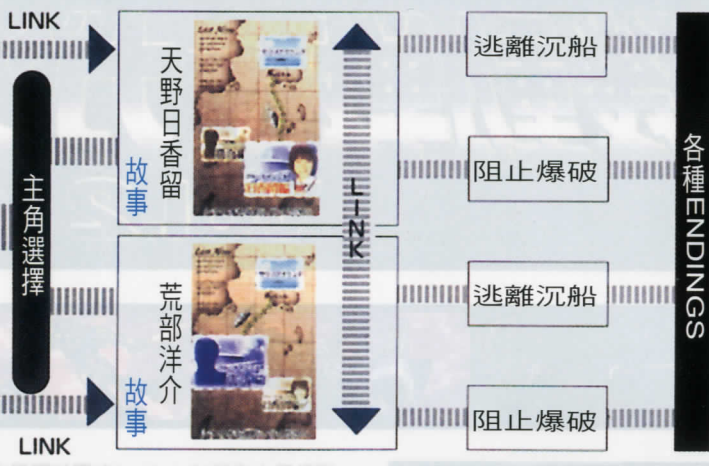 LINK
主角選擇
LINK
天野日香留
故事
荒部洋介
故事
LINK
逃離沉船
阻止爆破
逃離沉船
阻止爆破
各種ENDINGS